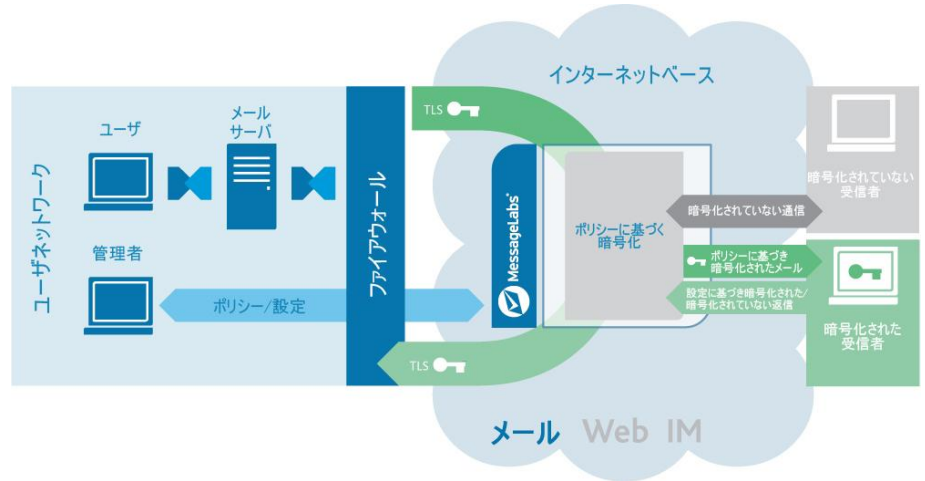 インターネットベース
ユーザネットワーク
ユーザ
メール
サーバ
管理者
ポリシー/設定
ファイアウォール
TLS
TLS
MessageLabs®
ポリシーに基づく
暗号化
暗号化されていない通信
ポリシーに基づき
暗号化されたメール
設定に基づき暗号化された/
暗号化されていない返信
暗号化されていない
受信者
暗号化された
受信者
メール Web IM